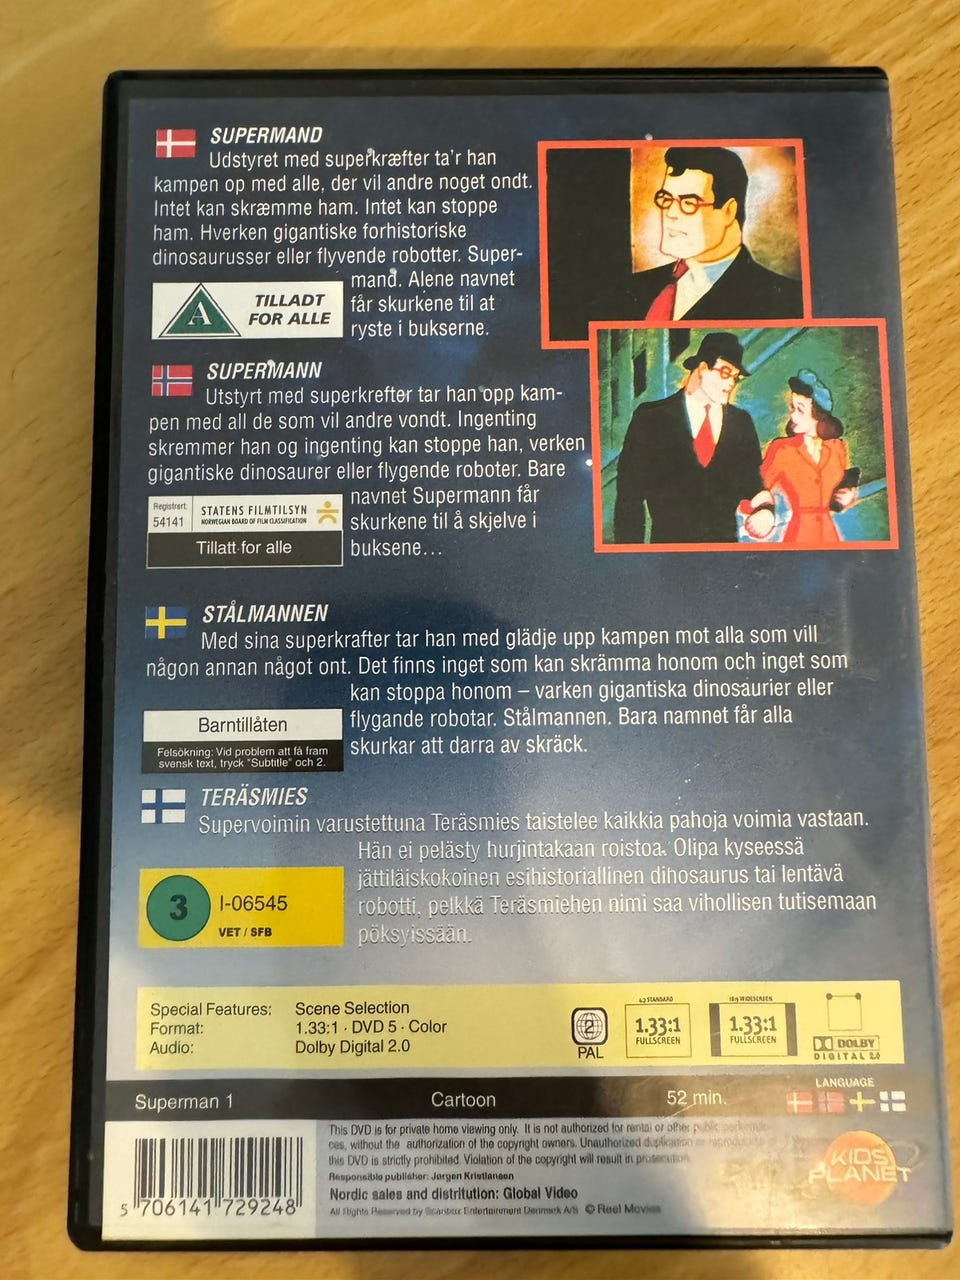 SUPERMAND
Udstyret med superkræfter ta'r han
kampen op med alle, der vil andre noget ondt.
Intet kan skræmme ham. Intet kan stoppe
ham. Hverken gigantiske forhistoriske
dinosaurusser eller flyvende robotter. Super-
mand. Alene navnet
får skurkene til at
ryste i bukserne.
A
TILLADT
FOR ALLE
SUPERMANN
Utstyrt med superkrefter tar han opp kam-
pen med all de som vil andre vondt. Ingenting
skremmer han og ingenting kan stoppe han, verken
gigantiske dinosaurer eller flygende roboter. Bare
navnet Supermann får
skurkene til å skjelve i
buksene...
Registrert:
54141
STATENS FILMTILSYN
NORWEGIAN BOARD OF FILM CLASSIFICATION
Tillatt for alle
STÅLMANNEN
Med sina superkrafter tar han med glädje upp kampen mot alla som vill
någon annan något ont. Det finns inget som kan skrämma honom och inget som
kan stoppa honom – varken gigantiska dinosaurier eller
flygande robotar. Stålmannen. Bara namnet får alla
skurkar att darra av skräck.
Barntillåten
Felsökning: Vid problem att få fram
svensk text, tryck "Subtitle" och 2.
TERÄSMIES
Supervoimin varustettuna Teräsmies taistelee kaikkia pahoja voimia vastaan.
Hän ei pelästy hurjintakaan roistoa. Olipa kyseessä
jättiläiskokoinen esihistoriallinen dihosaurus tai lentävä
robotti, pelkkä Teräsmiehen nimi saa vihollisen tutisemaan
pöksyissään.
3
I-06545
VET / SFB
Special Features: Scene Selection
Format: 1.33:1 · DVD 5 · Color
Audio: Dolby Digital 2.0
2
PAL
4:3 STANDARD
1.33:1
FULLSCREEN
16:9 WIDESCREEN
1.33:1
FULLSCREEN
DOLBY
DIGITAL 2.0
Superman 1 Cartoon 52 min.
LANGUAGE
This DVD is for private home viewing only. It is not authorized for rental or other public performan-
ces, without the authorization of the copyright owners. Unauthorized duplication or reproduction of
this DVD is strictly prohibited. Violation of the copyright will result in prosecution.
Responsible publisher: Jørgen Kristiansen
Nordic sales and distritution: Global Video
All Rights Reserved by Scanbox Entertainment Denmark A/S © Reel Movies
KIDS
PLANET
5 706141 729248